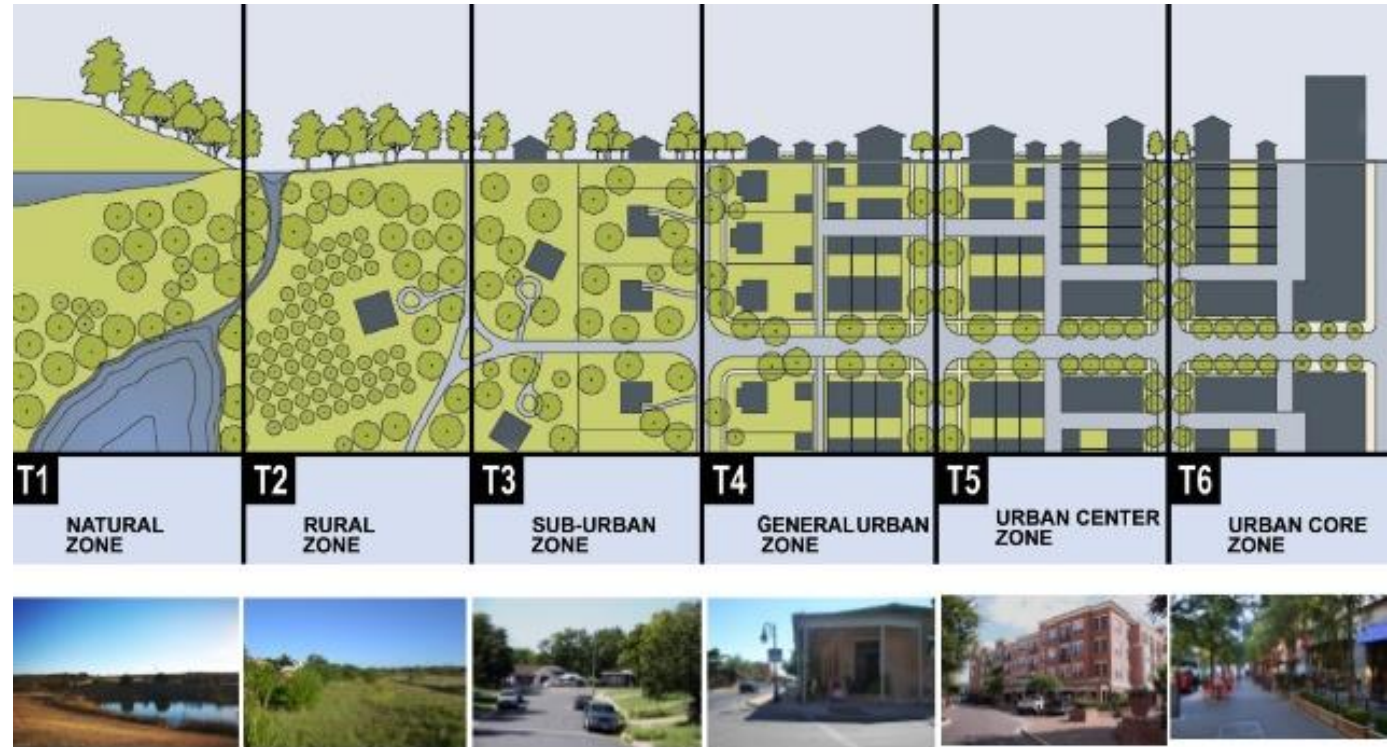 T1
NATURAL
ZONE
T2
RURAL
ZONE
T3
SUB-URBAN
ZONE
T4
GENERAL URBAN
ZONE
T5
URBAN CENTER
ZONE
T6
URBAN CORE
ZONE